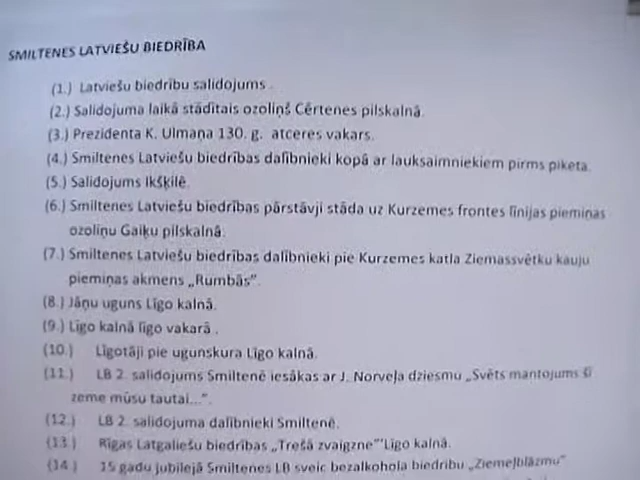 SMILTENES LATVIEŠU BIEDRĪBA
(1.) Latviešu biedrību salidojums .
(2.) Salidojuma laikā stādītais ozoliņš Cērtenes pilskalnā.
(3.) Prezidenta K. Ulmaņa 130. g. atceres vakars.
(4.) Smiltenes Latviešu biedrības dalībnieki kopā ar lauksaimniekiem pirms piketa.
(5.) Salidojums Ikšķilē.
(6.) Smiltenes Latviešu biedrības pārstāvji stāda uz Kurzemes frontes līnijas piemiņas
ozoliņu Gaiķu pilskalnā.
(7.) Smiltenes Latviešu biedrības dalībnieki pie Kurzemes katla Ziemassvētku kauju
piemiņas akmens „Rumbās".
(8.) Jāņu uguns Līgo kalnā.
(9.) Līgo kalnā līgo vakarā .
(10.) Līgotāji pie ugunskura Līgo kalnā.
(11.) LB 2. salidojums Smiltenē iesākas ar J. Norveļa dziesmu „Svēts mantojums šī
zeme mūsu tautai...".
(12.) LB 2. salidojuma dalībnieki Smiltenē.
(13.) Rīgas Latgaliešu biedrības „Trešā zvaigzne"'Līgo kalnā.
(14.) 15 gadu jubilejā Smiltenes LB sveic bezalkohola biedrību „Ziemeļblāzmu"